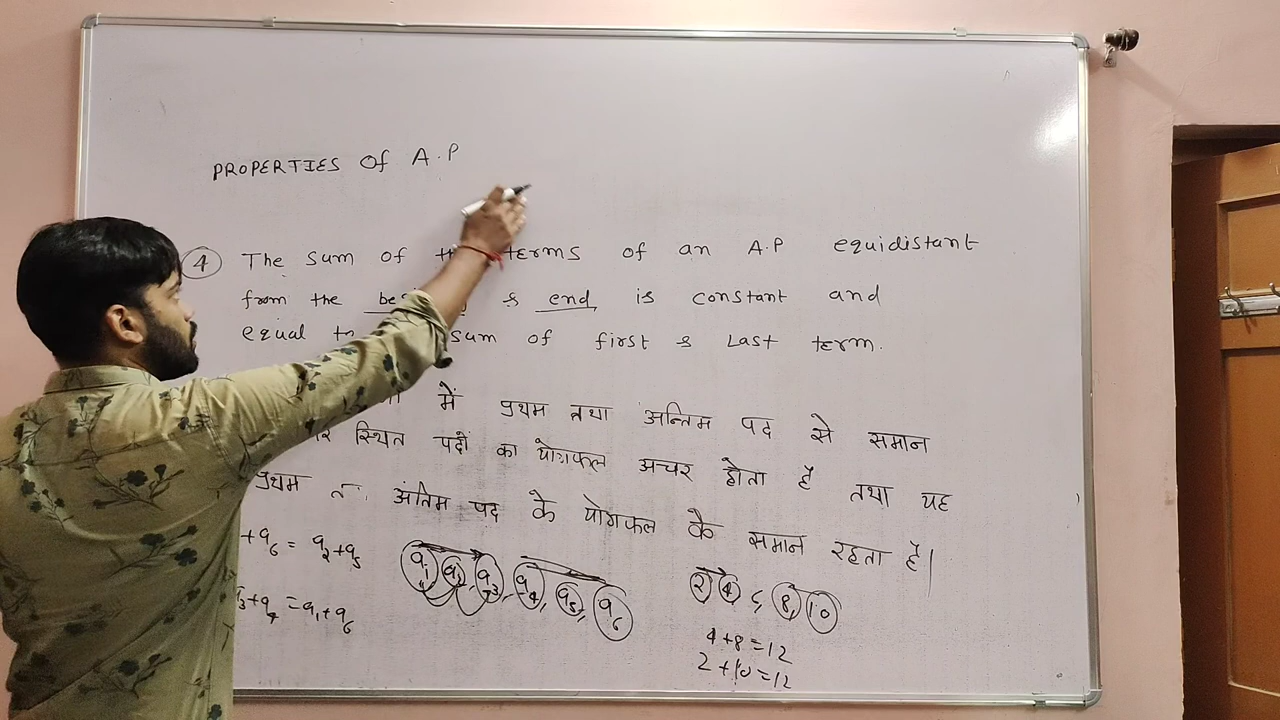 PROPERTIES Of A.P
4 The sum of terms of an A.P equidistant
from the & end, is constant and
equal sum of first & Last term.
में प्रथम तथा अन्तिम पद से समान
स्थित पदों का योगफल अचर होता है तथा यह
प्रथम अंतिम पद के योगफल के समान रहता है।
+a6 = a2+a5
a3+a4 = a1+a6
a1, a2, a3, a4, a5, a6
2 4 6 8, 10
4+8=12
2+10=12